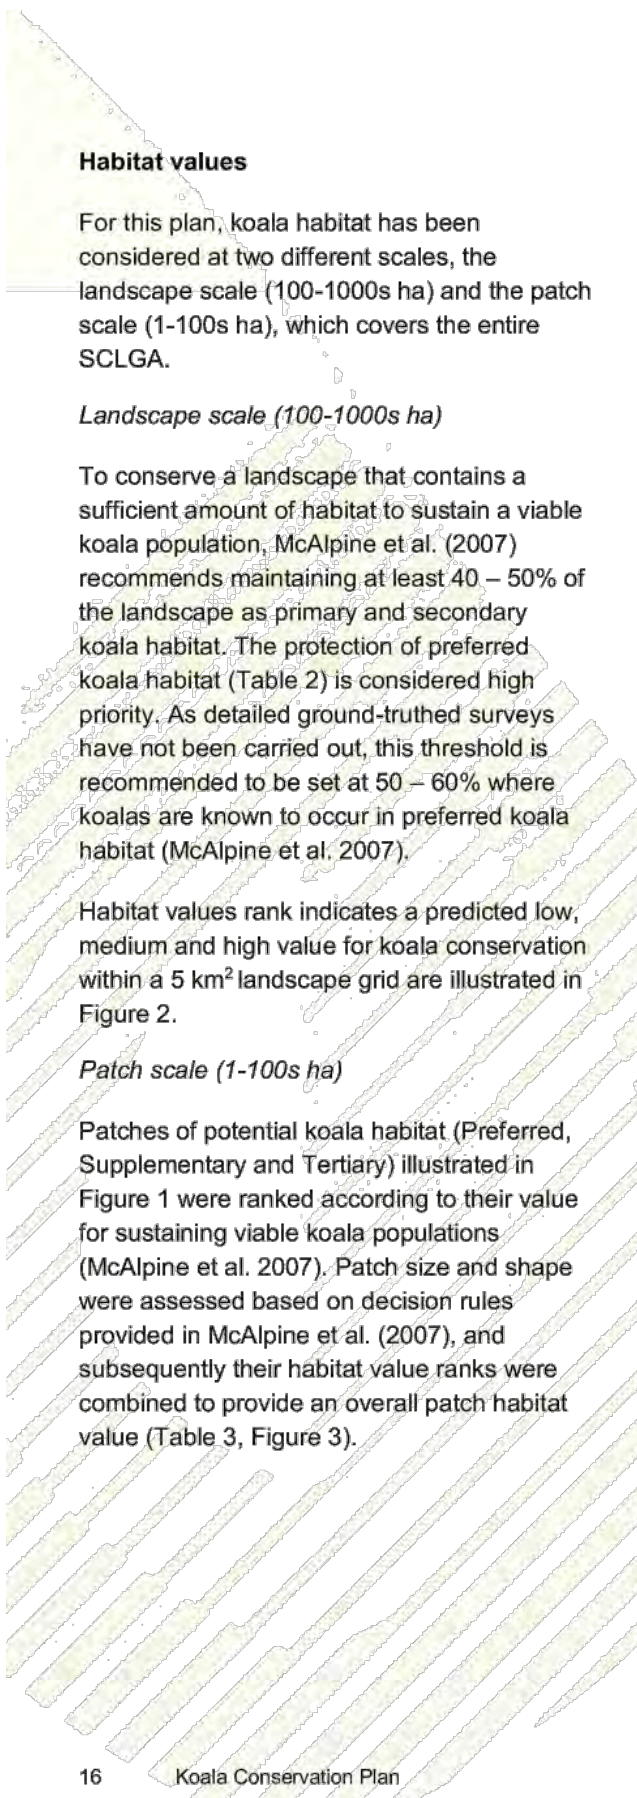 Habitat values
For this plan, koala habitat has been
considered at two different scales, the
landscape scale (100-1000s ha) and the patch
scale (1-100s ha), which covers the entire
SCLGA.
Landscape scale (100-1000s ha)
To conserve a landscape that contains a
sufficient amount of habitat to sustain a viable
koala population, McAlpine et al. (2007)
recommends maintaining at least 40 – 50% of
the landscape as primary and secondary
koala habitat. The protection of preferred
koala habitat (Table 2) is considered high
priority. As detailed ground-truthed surveys
have not been carried out, this threshold is
recommended to be set at 50 – 60% where
koalas are known to occur in preferred koala
habitat (McAlpine et al. 2007).
Habitat values rank indicates a predicted low,
medium and high value for koala conservation
within a 5 km² landscape grid are illustrated in
Figure 2.
Patch scale (1-100s ha)
Patches of potential koala habitat (Preferred,
Supplementary and Tertiary) illustrated in
Figure 1 were ranked according to their value
for sustaining viable koala populations
(McAlpine et al. 2007). Patch size and shape
were assessed based on decision rules
provided in McAlpine et al. (2007), and
subsequently their habitat value ranks were
combined to provide an overall patch habitat
value (Table 3, Figure 3).
16 Koala Conservation Plan